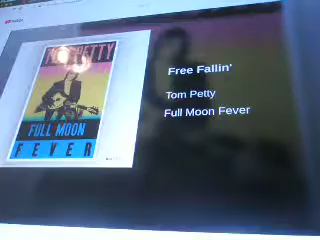 TOM PETTY
FULL MOON
FEVER
Free Fallin'
Tom Petty
Full Moon Fever